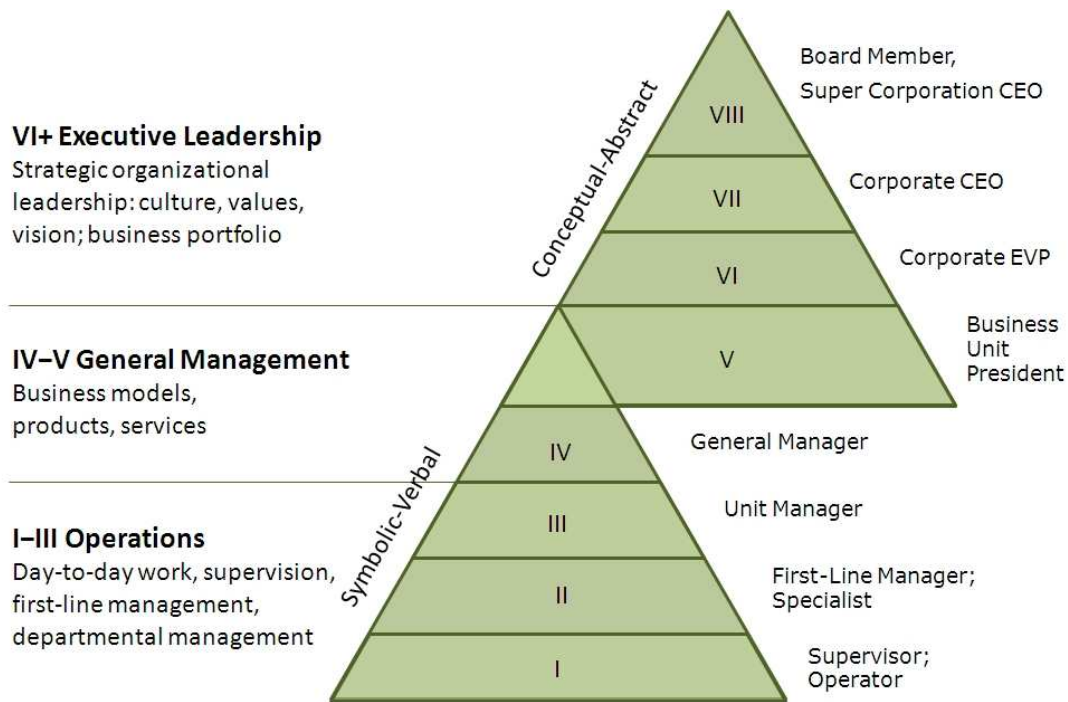 Board Member,
Super Corporation CEO
VIII
Conceptual-Abstract
VI+ Executive Leadership
Strategic organizational
leadership: culture, values,
vision; business portfolio
VII
Corporate CEO
VI
Corporate EVP
IV–V General Management
Business models,
products, services
V
Business
Unit
President
IV
General Manager
Symbolic-Verbal
I–III Operations
Day-to-day work, supervision,
first-line management,
departmental management
III
Unit Manager
II
First-Line Manager;
Specialist
I
Supervisor;
Operator